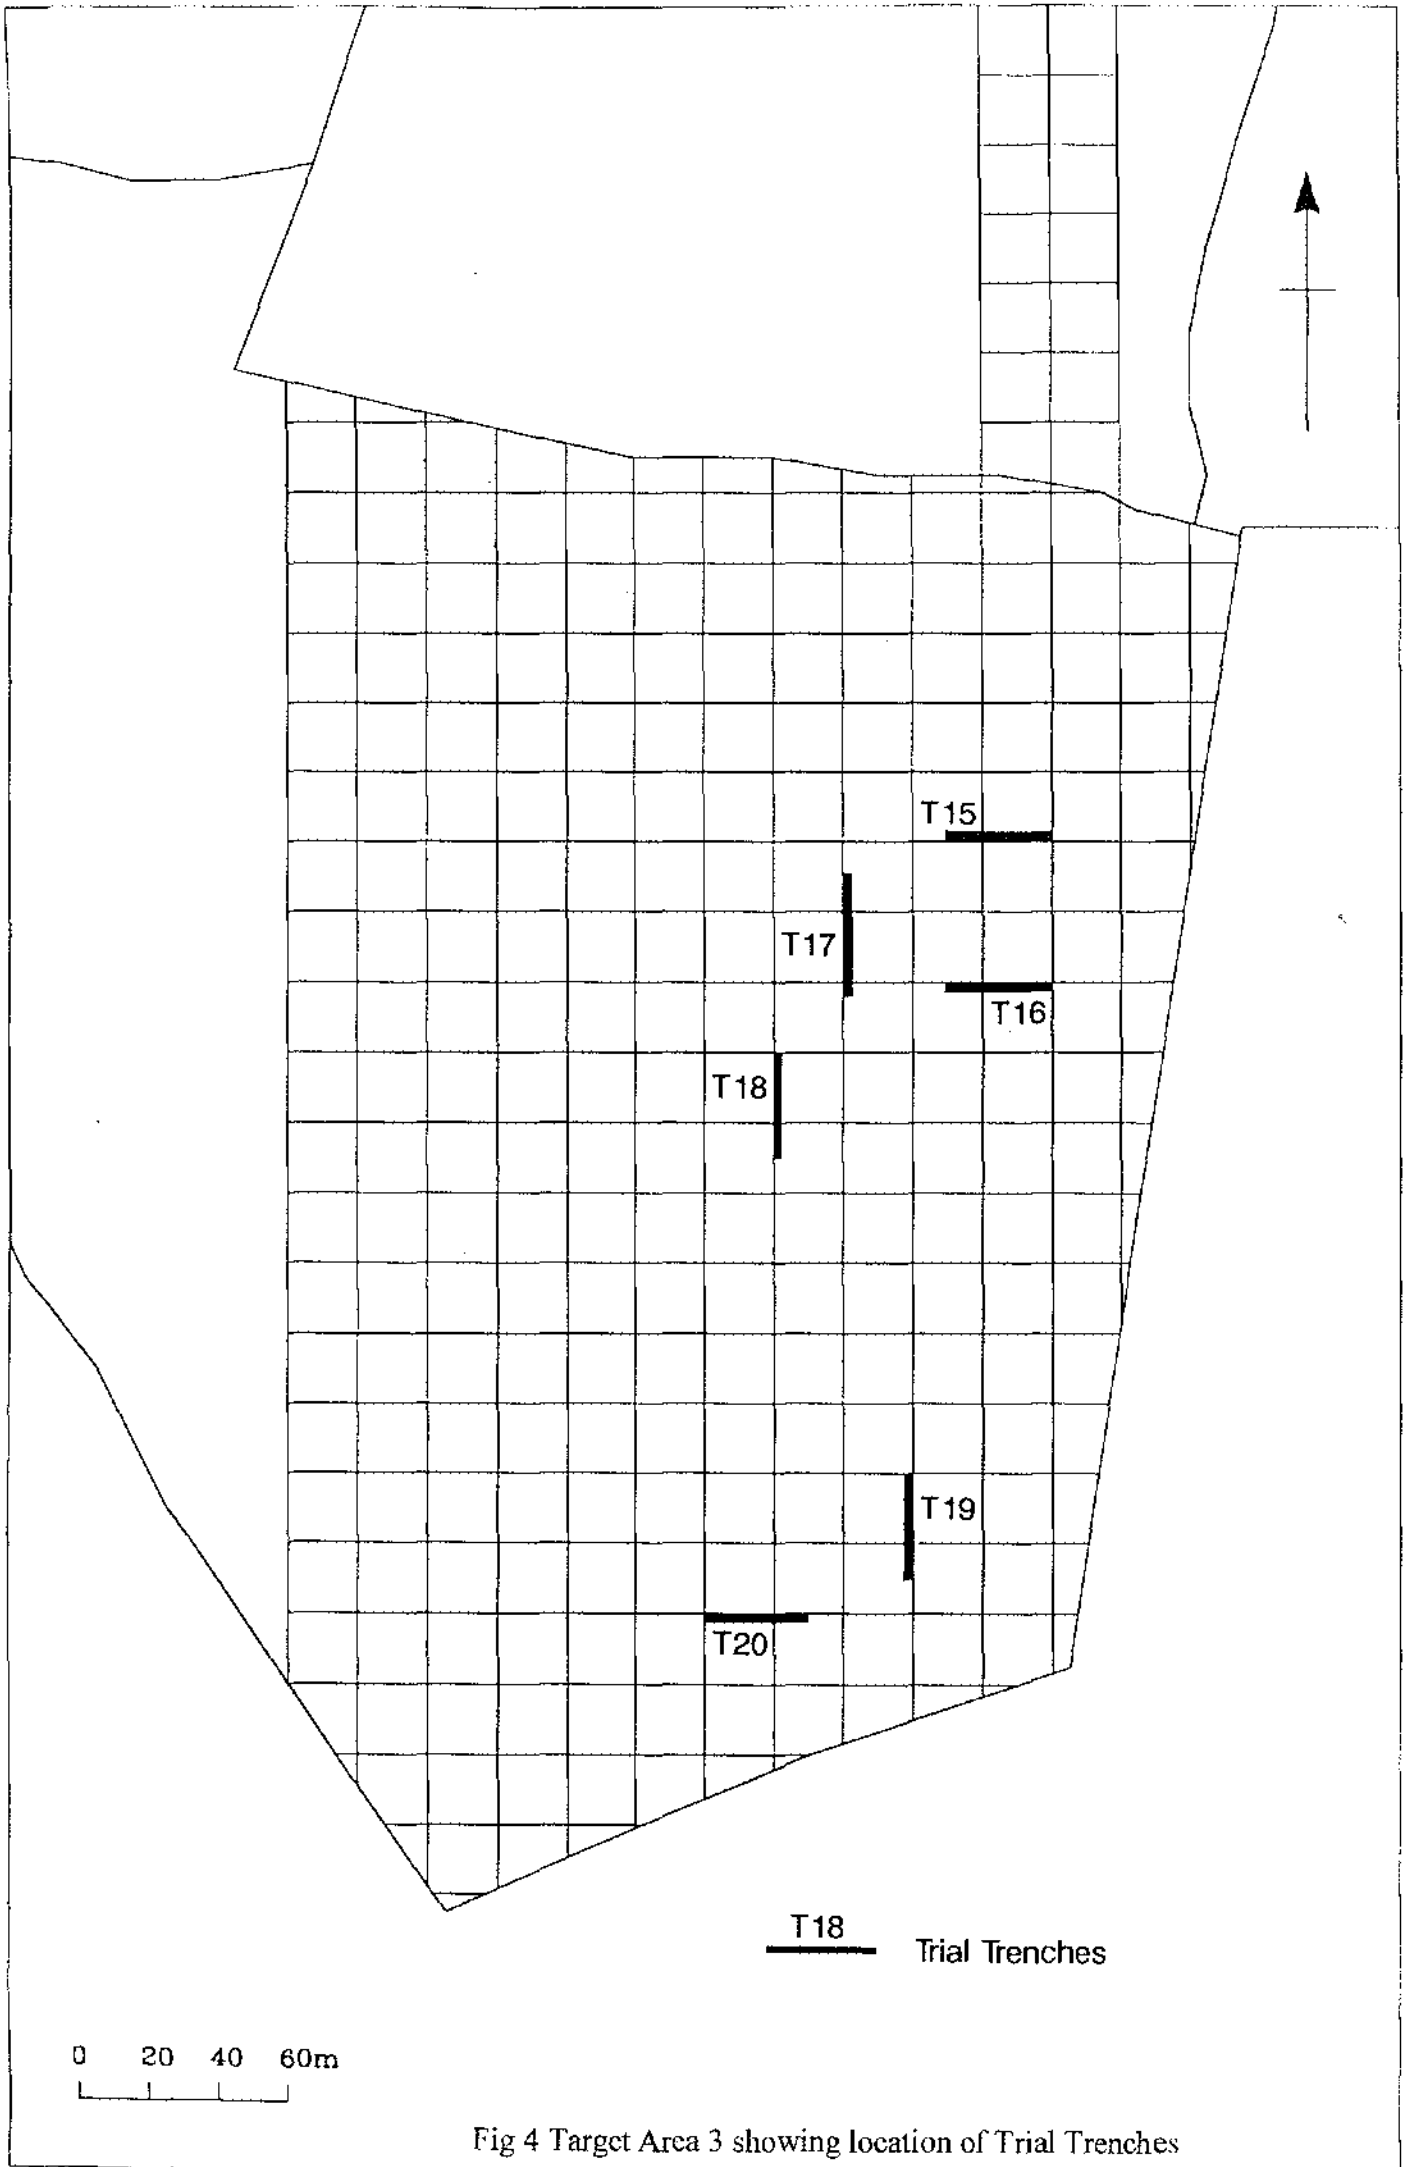 T15
T17
T16
T18
T19
T20
T18
Trial Trenches
0 20 40 60m
Fig 4 Target Area 3 showing location of Trial Trenches